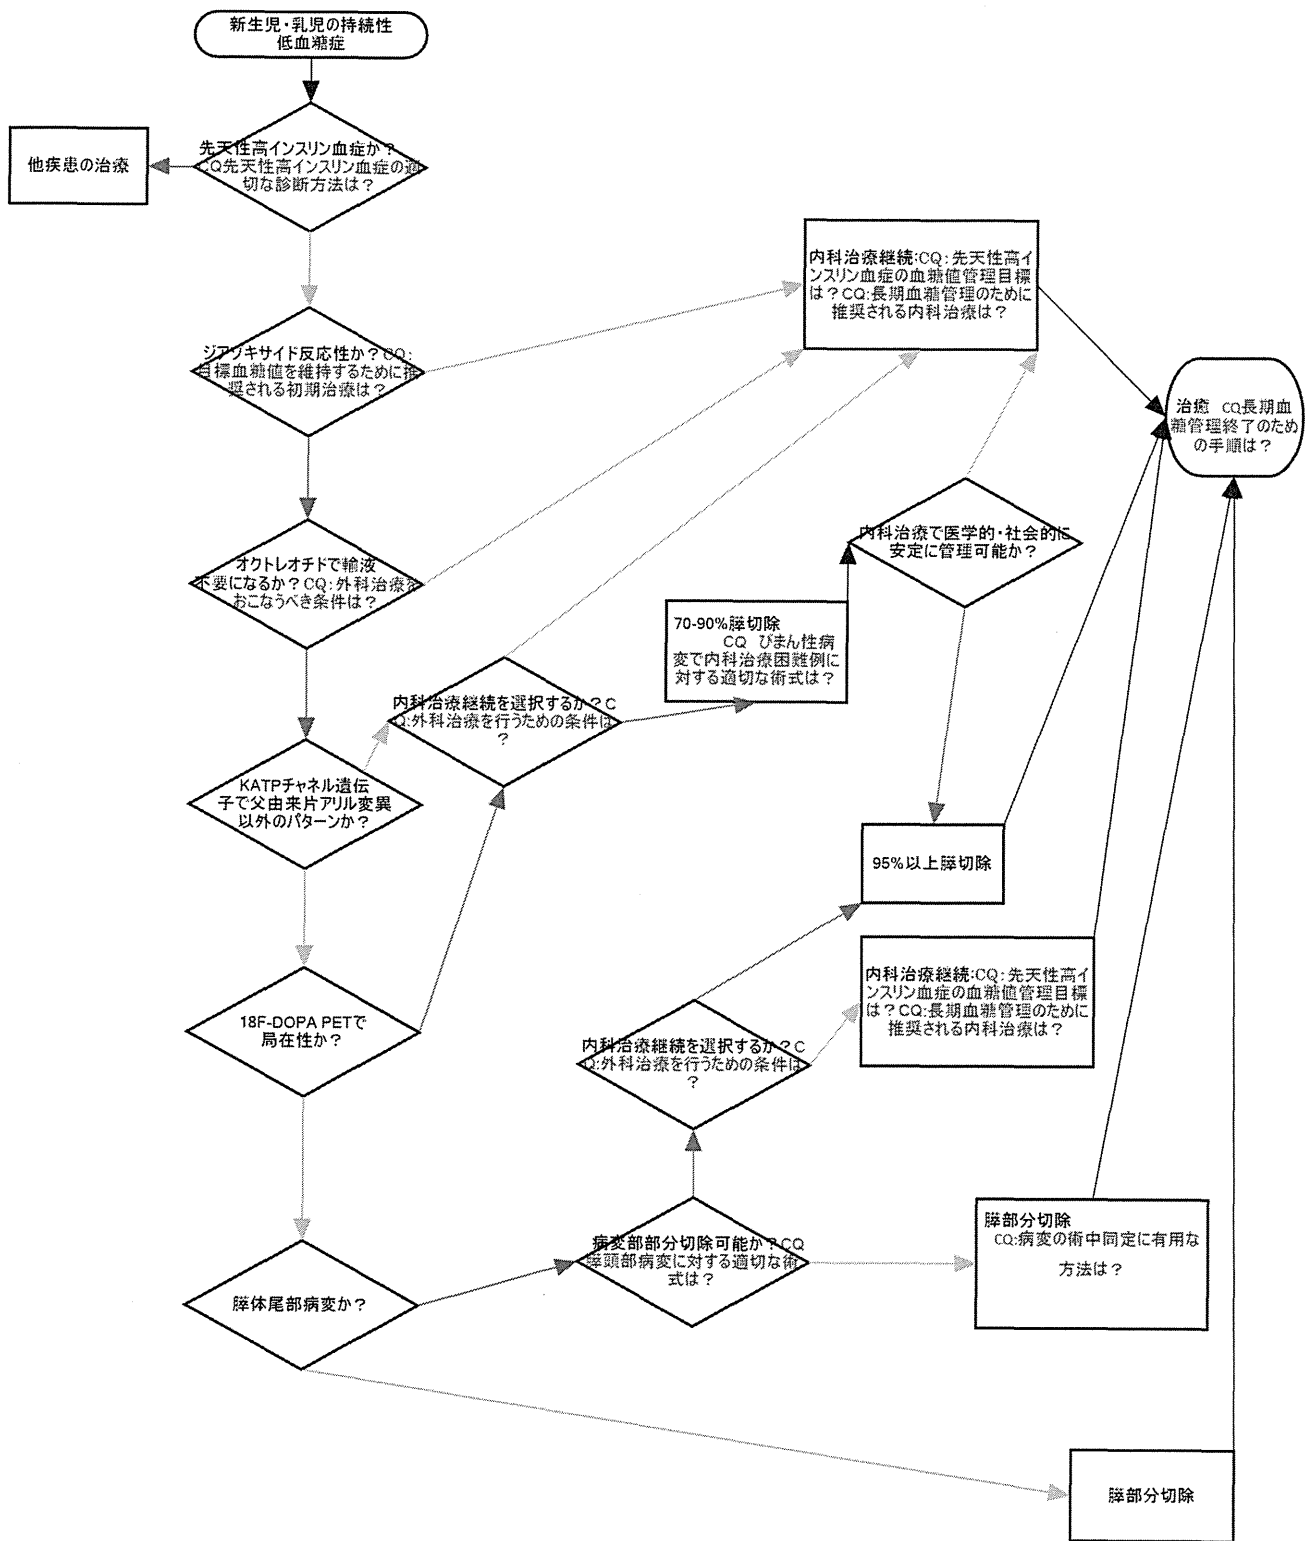 新生児・乳児の持続性
低血糖症
先天性高インスリン血症か?
CQ先天性高インスリン血症の適
切な診断方法は?
他疾患の治療
内科治療継続:CQ:先天性高イ
ンスリン血症の血糖値管理目標
は?CQ:長期血糖管理のために
推奨される内科治療は?
ジアゾキサイド反応性か?CQ:
目標血糖値を維持するために推
奨される初期治療は?
治癒 CQ長期血
糖管理終了のため
の手順は?
オクトレオチドで輸液
不要になるか?CQ:外科治療を
おこなうべき条件は?
内科治療で医学的・社会的に
安定に管理可能か?
70-90%膵切除
CQ びまん性病
変で内科治療困難例に
対する適切な術式は?
内科治療継続を選択するか?C
Q:外科治療を行うための条件は
?
KATPチャネル遺伝
子で父由来片アリル変異
以外のパターンか?
95%以上膵切除
18F-DOPA PETで
局在性か?
内科治療継続:CQ:先天性高イ
ンスリン血症の血糖値管理目標
は?CQ:長期血糖管理のために
推奨される内科治療は?
内科治療継続を選択するか?C
Q:外科治療を行うための条件は
?
膵体尾部病変か?
病変部部分切除可能か?CQ
膵頭部病変に対する適切な術
式は?
膵部分切除
CQ:病変の術中同定に有用な
方法は?
膵部分切除